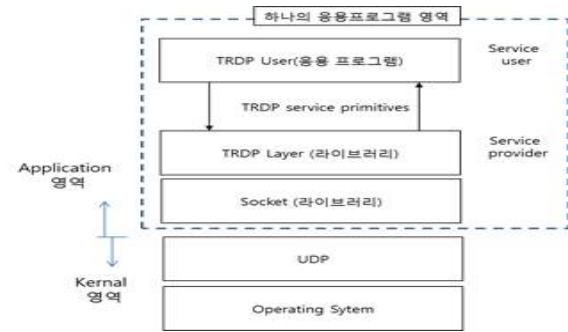 하나의 응용프로그램 영역
TRDP User(응용 프로그램)
Service
user
TRDP service primitives
TRDP Layer (라이브러리)
Service
provider
Application
영역
Socket (라이브러리)
UDP
Kernal
영역
Operating Sytem